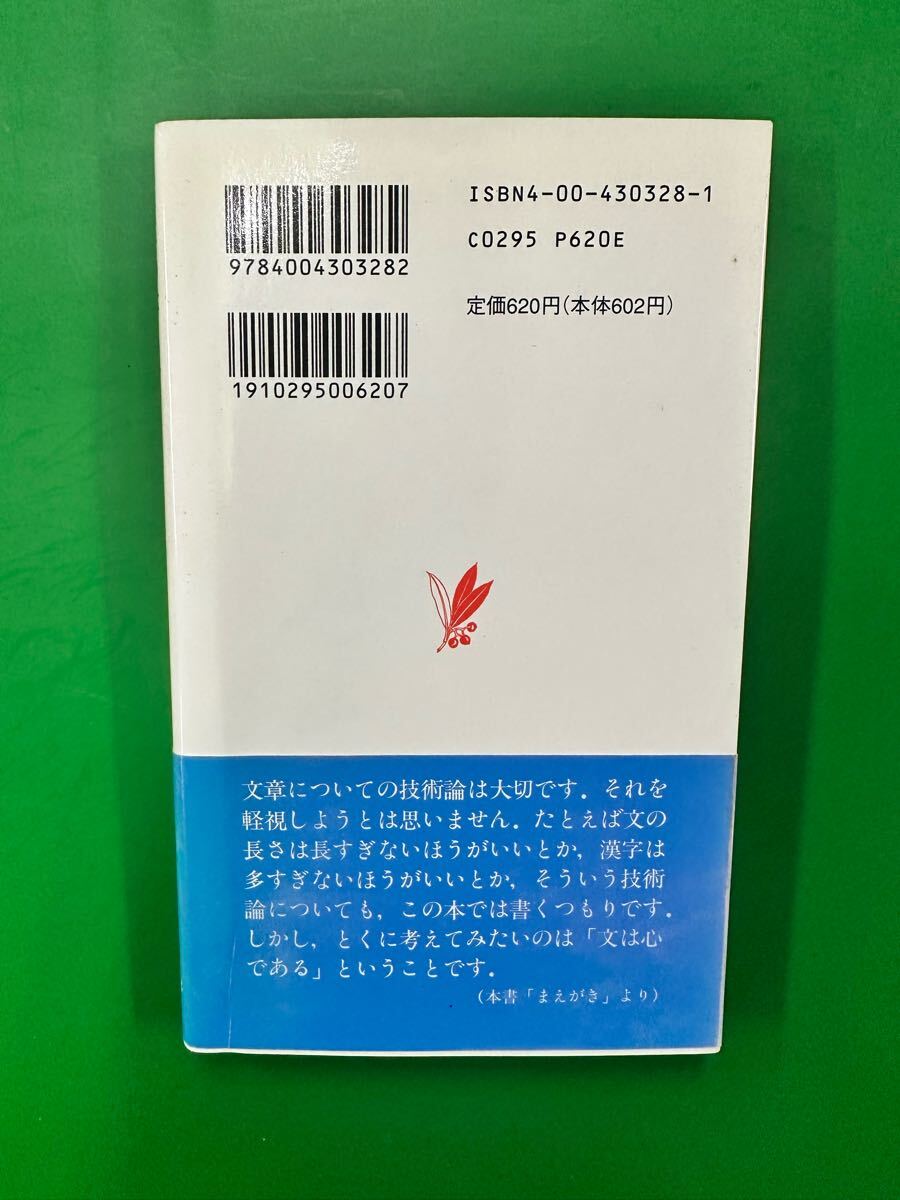 ISBN4-00-430328-1
C0295 P620E
9784004303282
定価620円(本体602円)
1910295006207
文章についての技術論は大切です.それを
軽視しようとは思いません.たとえば文の
長さは長すぎないほうがいいとか,漢字は
多すぎないほうがいいとか,そういう技術
論についても,この本では書くつもりです.
しかし,とくに考えてみたいのは「文は心
である」ということです.
(本書「まえがき」より)